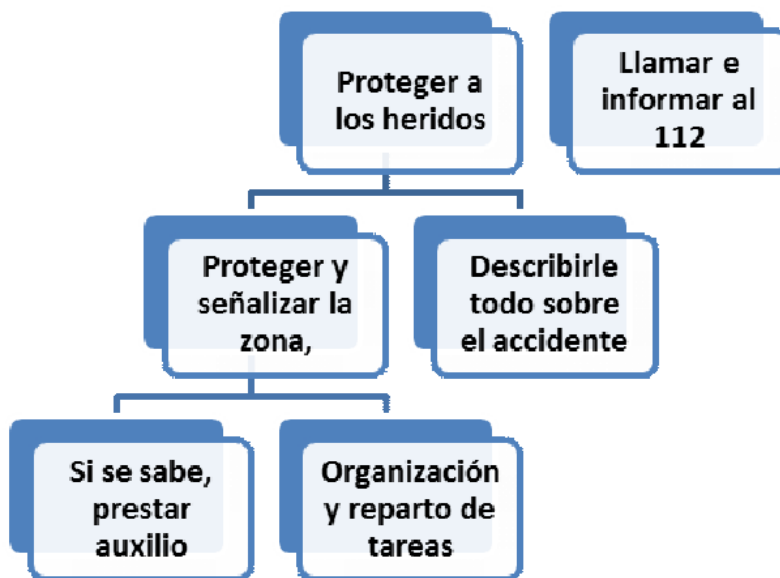 Proteger a
los heridos
Llamar e
informar al
112
Proteger y
señalizar la
zona,
Describirle
todo sobre
el accidente
Si se sabe,
prestar
auxilio
Organización
y reparto de
tareas